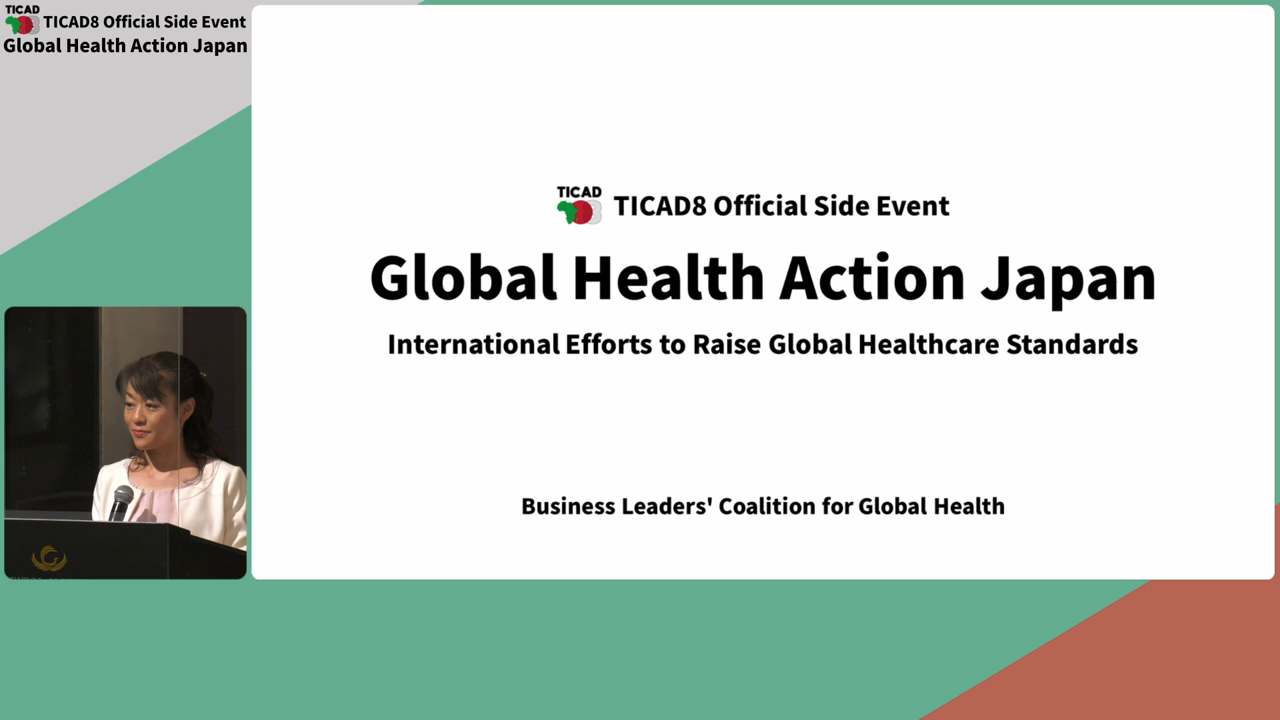 TICAD
TICAD8 Official Side Event
Global Health Action Japan
TICAD
TICAD8 Official Side Event
Global Health Action Japan
International Efforts to Raise Global Healthcare Standards
Business Leaders' Coalition for Global Health